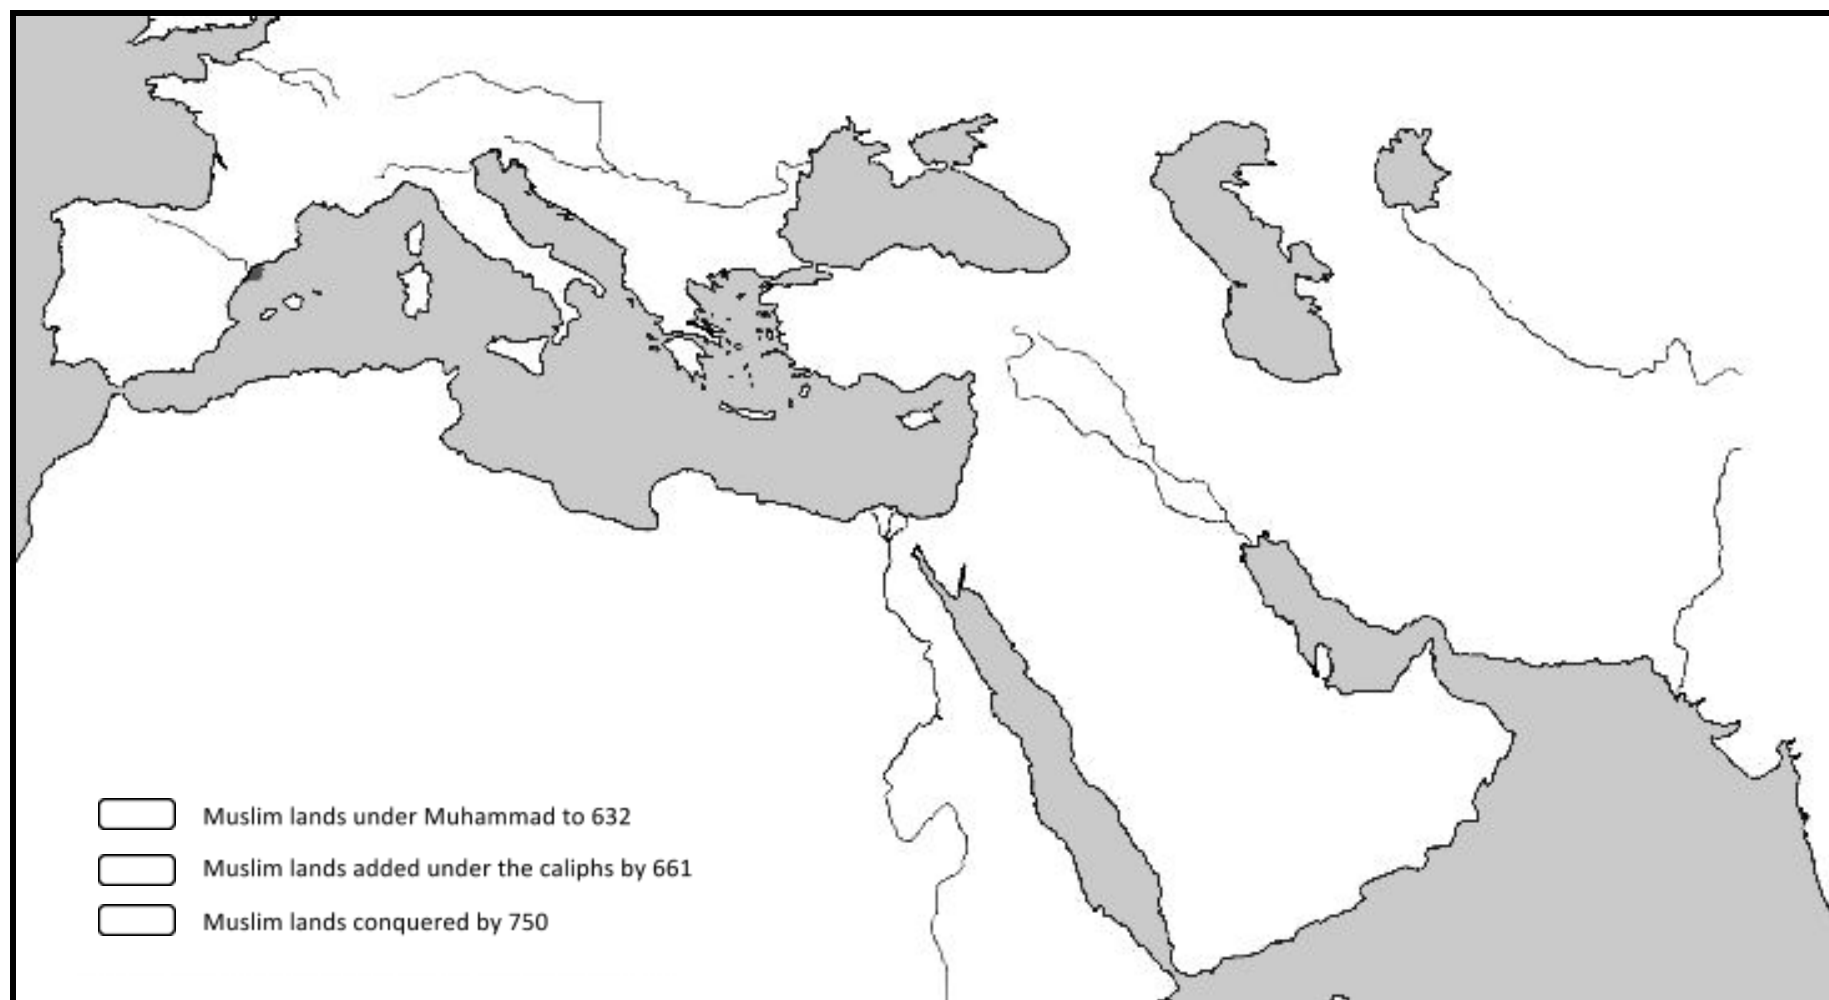 Muslim lands under Muhammad to 632
Muslim lands added under the caliphs by 661
Muslim lands conquered by 750